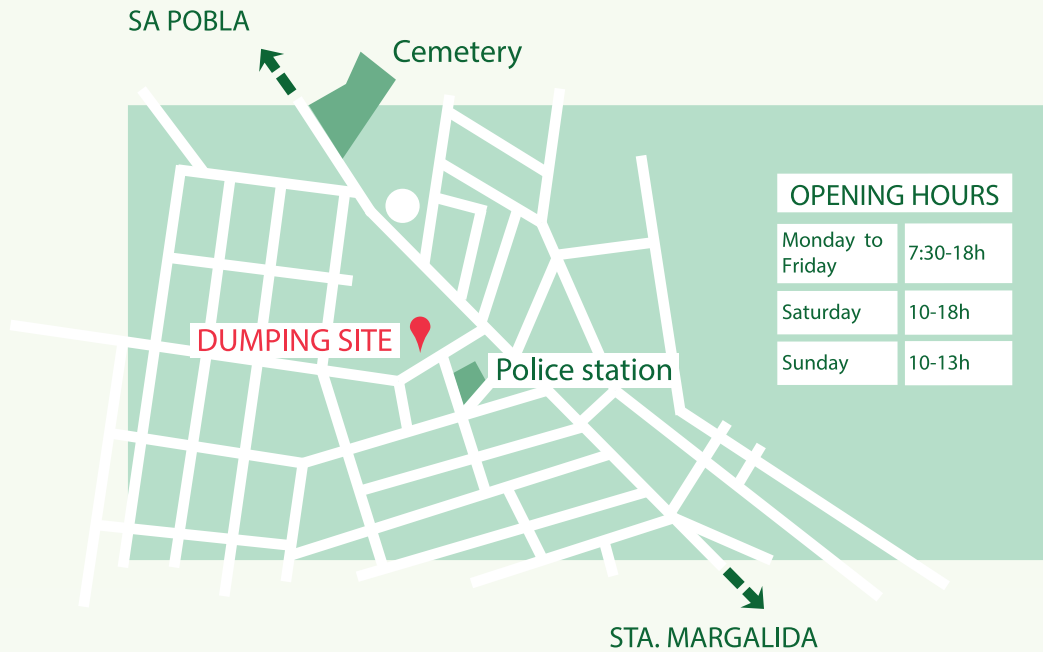 SA POBLA
Cemetery
OPENING HOURS
Monday to
Friday
7:30-18h
Saturday
10-18h
Sunday
10-13h
DUMPING SITE
Police station
STA. MARGALIDA